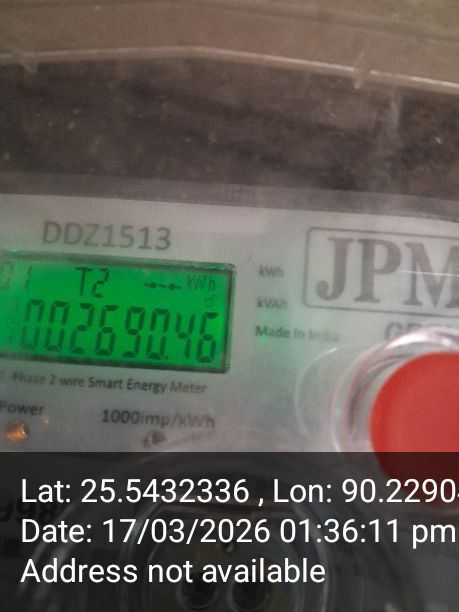 DDZ1513
01 T2 kWh
002690.46
Phase 2 wire Smart Energy Meter
Power 1000imp/kWh
JPM
kWh
kVAh
Made in India
Lat: 25.5432336 , Lon: 90.2290
Date: 17/03/2026 01:36:11 pm
Address not available